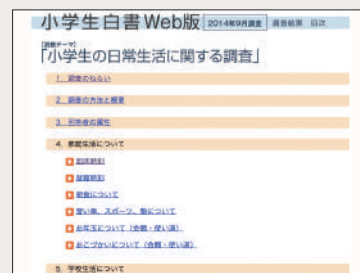 小学生白書Web版 2014年9月調査 調査結果 目次
[調査テーマ]
「小学生の日常生活に関する調査」
1. 調査のねらい
2. 調査の方法と概要
3. 回答者の属性
4. 家庭生活について
起床時刻
就寝時刻
朝食について
習い事、スポーツ、塾について
お年玉について(金額・使い道)
おこづかいについて(金額・使い道)
5. 学校生活について